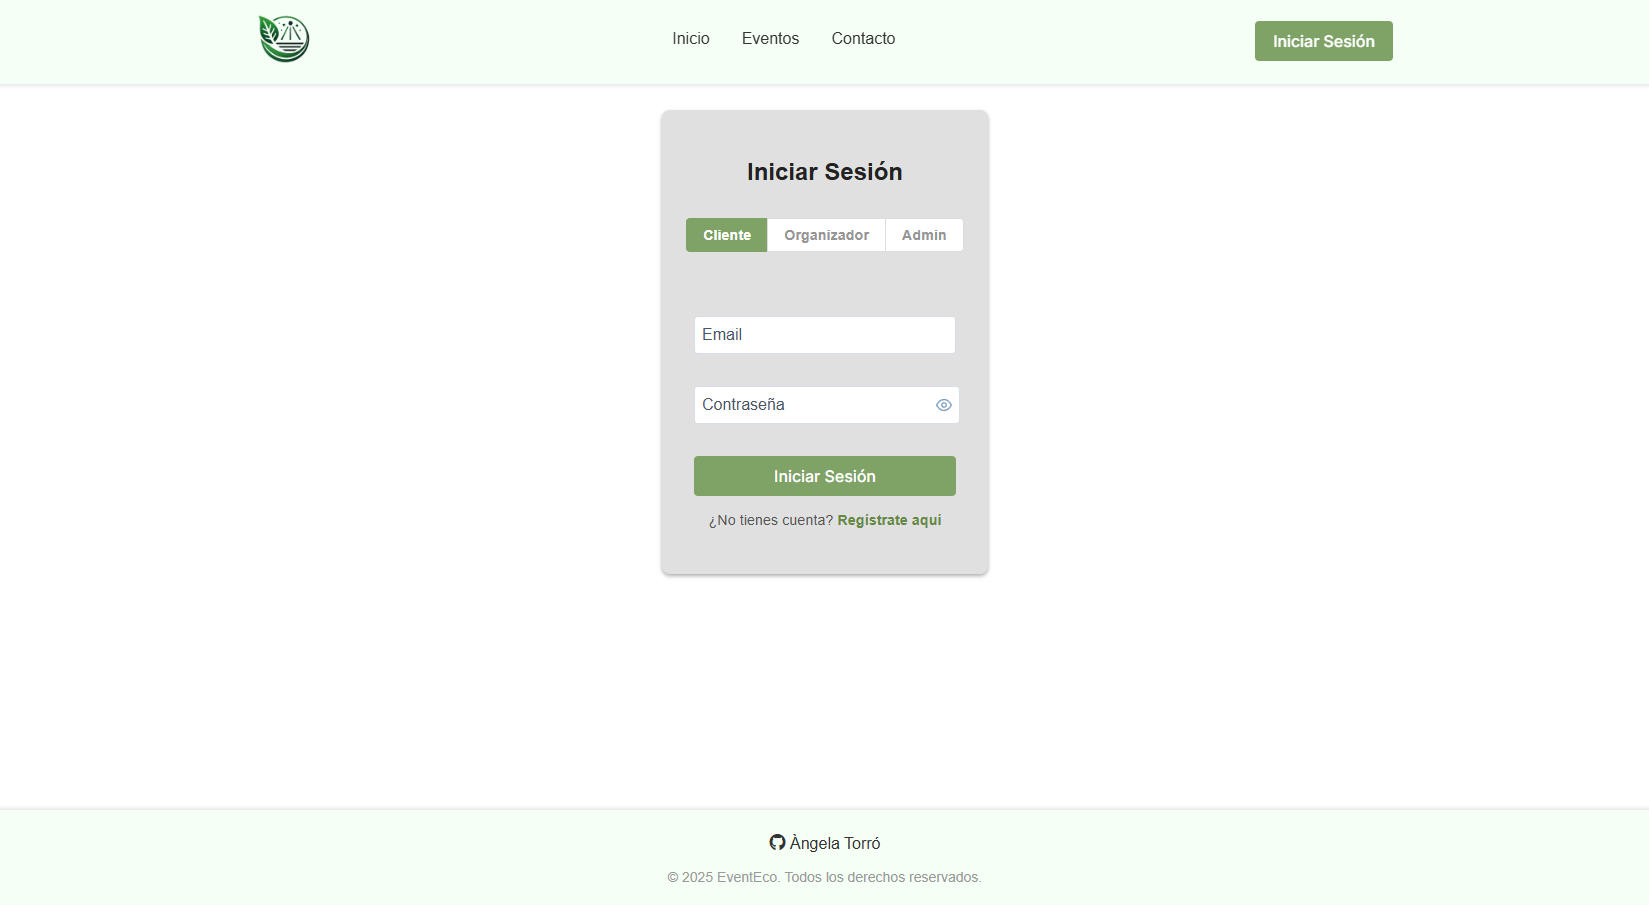 Inicio Eventos Contacto Iniciar Sesión
Iniciar Sesión
Cliente Organizador Admin
Email
Contraseña
Iniciar Sesión
¿No tienes cuenta? Regístrate aquí
Àngela Torró
© 2025 EventEco. Todos los derechos reservados.